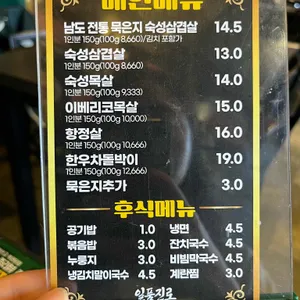 메인메뉴
남도 전통 묵은지 숙성삼겹살 14.5
1인분 150g(100g 8,660)/김치 포함가
숙성삼겹살 13.0
1인분 150g(100g 8,660)
숙성목살 14.0
1인분 150g(100g 9,333)
이베리코목살 15.0
1인분 150g(100g 10,000)
항정살 16.0
1인분 150g(100g 10,666)
한우차돌박이 19.0
1인분 150g(100g 12,666)
묵은지추가 3.0
후식메뉴
공기밥 1.0 냉면 4.5
볶음밥 3.0 잔치국수 4.5
누룽지 3.0 비빔막국수 4.5
냉김치말이국수 4.5 계란찜 3.0
일품진로